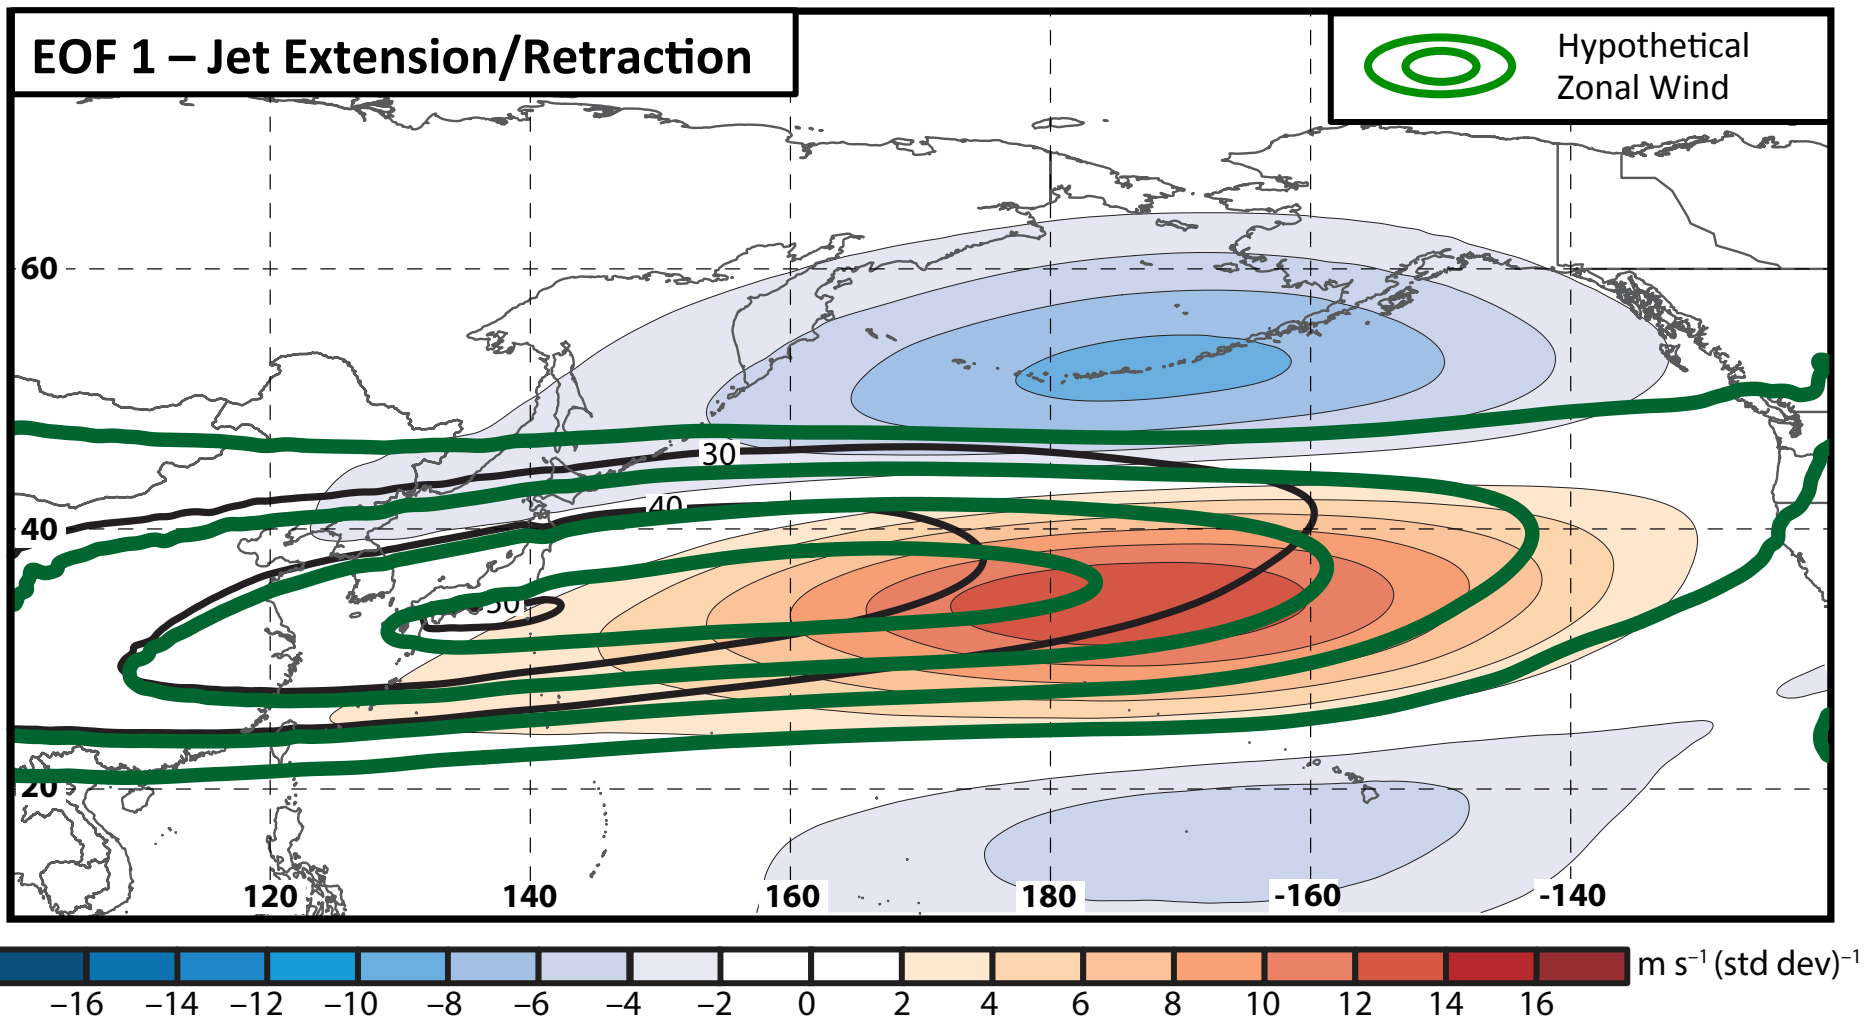 EOF 1 – Jet Extension/Retraction
Hypothetical
Zonal Wind
60
30
40
40
50
20
120 140 160 180 -160 -140
m s⁻¹ (std dev)⁻¹
−16 −14 −12 −10 −8 −6 −4 −2 0 2 4 6 8 10 12 14 16